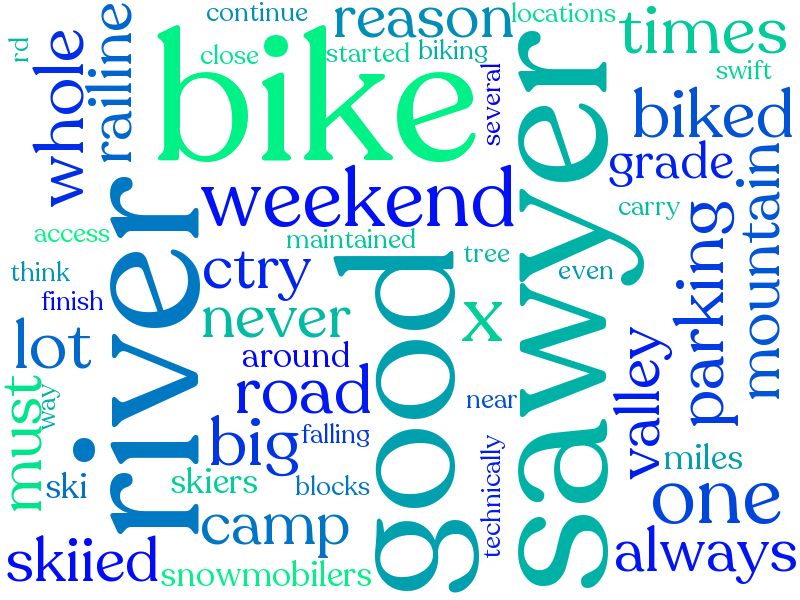 continue
reason
locations
times
rd
whole
railine
close
bike
started
biking
several
sawyer
swift
biked
grade
weekend
mountain
carry
access
river
maintained
tree
parking
think
ctry
good
even
finish
never
x
lot
around
valley
must
way
road
near
big
falling
technically
miles
ski
skiers
blocks
one
camp
skiied
snowmobilers
always